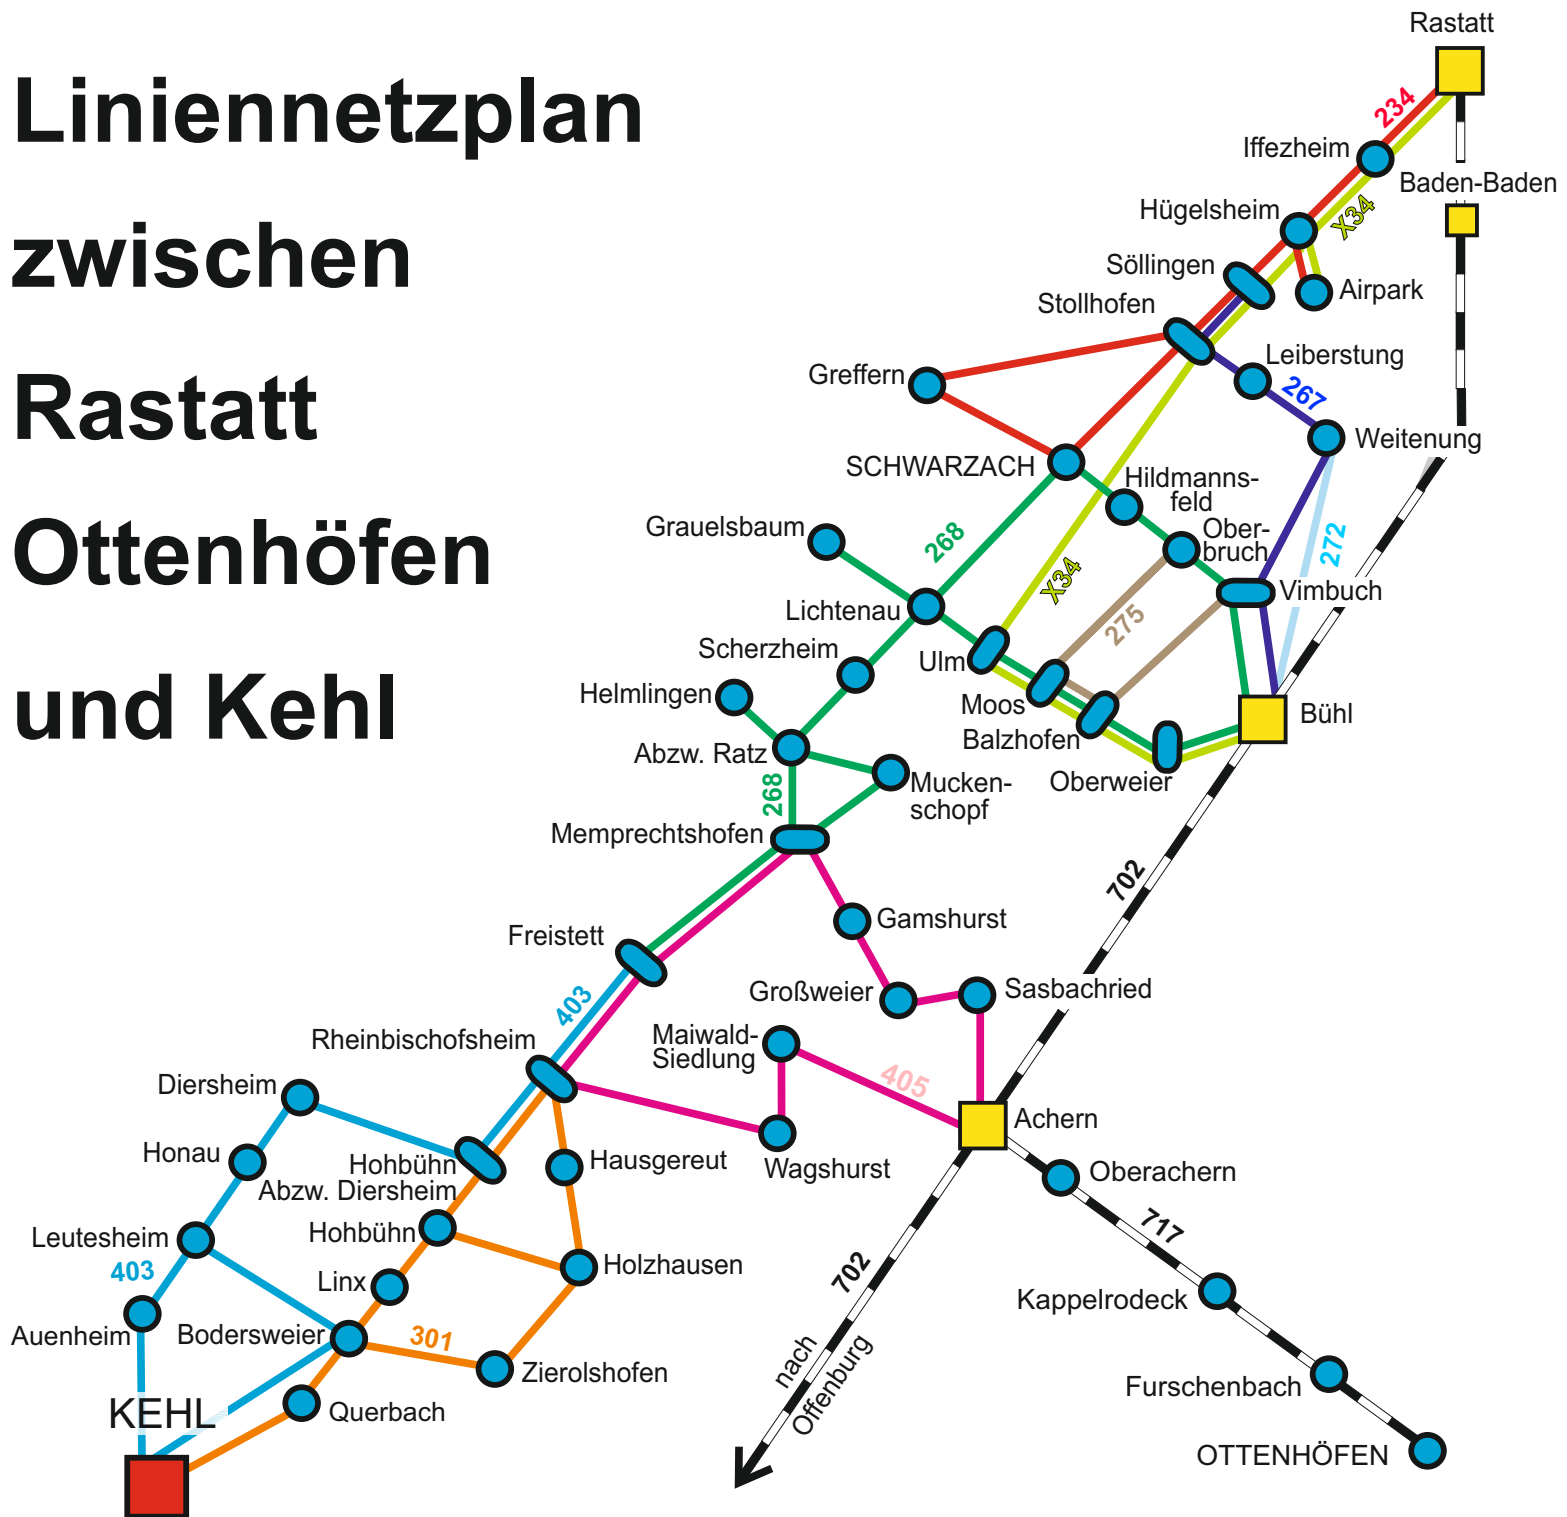 Liniennetzplan
zwischen
Rastatt
Ottenhöfen
und Kehl
Rastatt
234
Iffezheim
Baden-Baden
Hügelsheim
X34
Söllingen
Airpark
Stollhofen
Leiberstung
Greffern
267
Weitenung
SCHWARZACH
Hildmanns-
feld
Grauelsbaum
268
Ober-
bruch
272
X34
Vimbuch
Lichtenau
275
Scherzheim
Ulm
Helmlingen
Moos
Bühl
Balzhofen
Abzw. Ratz
Oberweier
268
Mucken-
schopf
Memprechtshofen
702
Gamshurst
Freistett
Großweier
Sasbachried
403
Maiwald-
Siedlung
Rheinbischofsheim
405
Diersheim
Achern
Honau
Hohbühn
Abzw. Diersheim
Hausgereut
Wagshurst
Oberachern
Leutesheim
Hohbühn
717
403
Linx
Holzhausen
702
Kappelrodeck
Auenheim
Bodersweier
301
nach
Offenburg
Zierolshofen
Furschenbach
KEHL
Querbach
OTTENHÖFEN